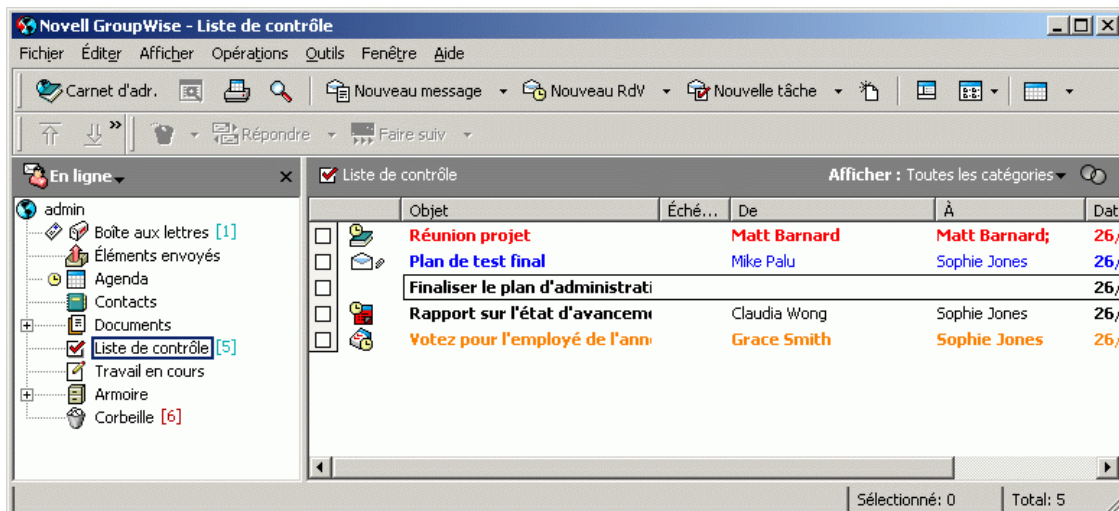 Novell GroupWise - Liste de contrôle
Fichier Éditer Afficher Opérations Outils Fenêtre Aide
Carnet d'adr. Nouveau message Nouveau RdV Nouvelle tâche
» Répondre Faire suiv
En ligne Liste de contrôle Afficher : Toutes les catégories
admin
Boîte aux lettres [1]
Éléments envoyés
Agenda
Contacts
Documents
Liste de contrôle [5]
Travail en cours
Armoire
Corbeille [6]
Objet Éché... De À Dat
Réunion projet Matt Barnard Matt Barnard; 26/
Plan de test final Mike Palu Sophie Jones 26/
Finaliser le plan d'administrati 26/
Rapport sur l'état d'avanceme Claudia Wong Sophie Jones 26/
Votez pour l'employé de l'ann Grace Smith Sophie Jones 26/
Sélectionné: 0 Total: 5